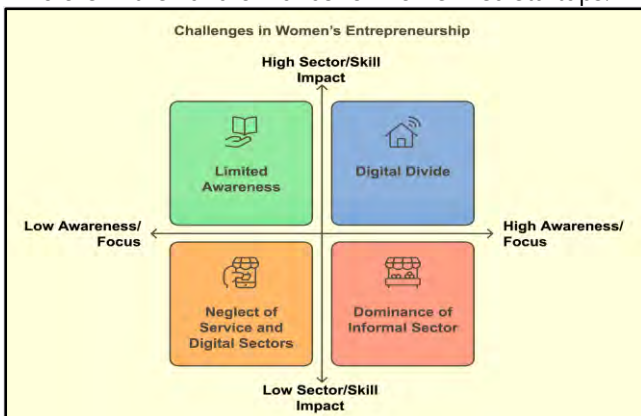 Challenges in Women's Entrepreneurship
High Sector/Skill
Impact
Limited
Awareness
Digital Divide
Low Awareness/
Focus
High Awareness/
Focus
Neglect of
Service and
Digital Sectors
Dominance of
Informal Sector
Low Sector/Skill
Impact